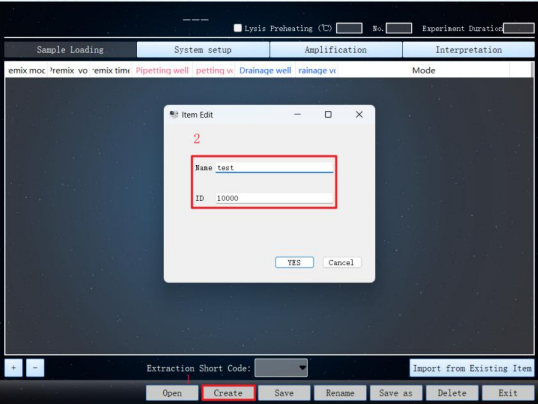 Lysis Preheating (℃) No. Experiment Duration
Sample Loading System setup Amplification Interpretation
emix moc Premix vo remix time Pipetting well petting vo Drainage well rainage vo Mode
Item Edit
2
Name test
ID 10000
YES Cancel
+ - Extraction Short Code: Import from Existing Item
1
Open Create Save Rename Save as Delete Exit